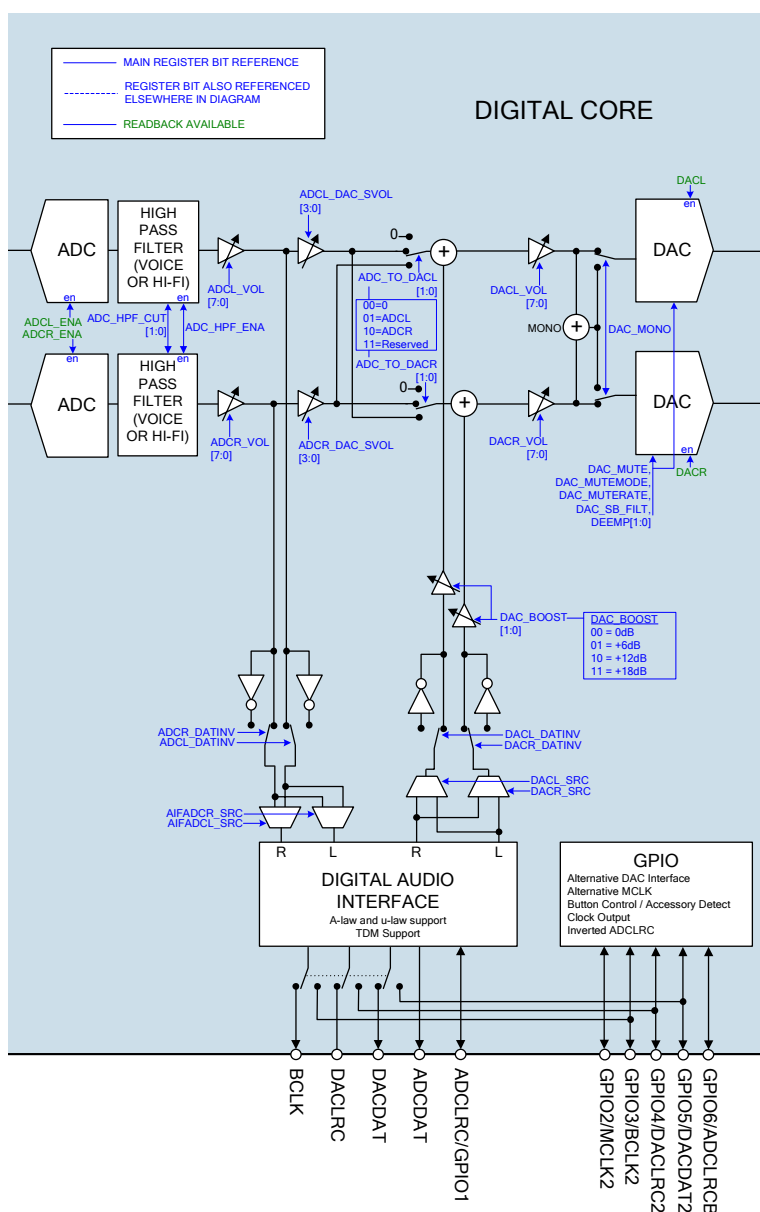 MAIN REGISTER BIT REFERENCE
REGISTER BIT ALSO REFERENCED
ELSEWHERE IN DIAGRAM
READBACK AVAILABLE
DIGITAL CORE
ADCL_DAC_SVOL
[3:0]
DACL
en
ADC
HIGH
PASS
FILTER
(VOICE
OR HI-FI)
en
en
ADCL_VOL
[7:0]
0
+
ADC_TO_DACL
[1:0]
00=0
01=ADCL
10=ADCR
11=Reserved
ADC_TO_DACR
[1:0]
DACL_VOL
[7:0]
DAC
MONO
+
DAC_MONO
ADCL_ENA
ADCR_ENA
ADC_HPF_CUT
[1:0]
ADC_HPF_ENA
en
en
ADC
HIGH
PASS
FILTER
(VOICE
OR HI-FI)
ADCR_VOL
[7:0]
ADCR_DAC_SVOL
[3:0]
0
+
DACR_VOL
[7:0]
DAC
en
DACR
DAC_MUTE,
DAC_MUTEMODE,
DAC_MUTERATE,
DAC_SB_FILT,
DEEMP[1:0]
DAC_BOOST
[1:0]
DAC_BOOST
00 = 0dB
01 = +6dB
10 = +12dB
11 = +18dB
ADCR_DATINV
ADCL_DATINV
DACL_DATINV
DACR_DATINV
DACL_SRC
DACR_SRC
AIFADCR_SRC
AIFADCL_SRC
R
L
R
L
DIGITAL AUDIO
INTERFACE
A-law and u-law support
TDM Support
GPIO
Alternative DAC Interface
Alternative MCLK
Button Control / Accessory Detect
Clock Output
Inverted ADCLRC
BCLK
DACLRC
DACDAT
ADCDAT
ADCLRC/GPIO1
GPIO2/MCLK2
GPIO3/BCLK2
GPIO4/DACLRC2
GPIO5/DACDAT2
GPIO6/ADCLRCB